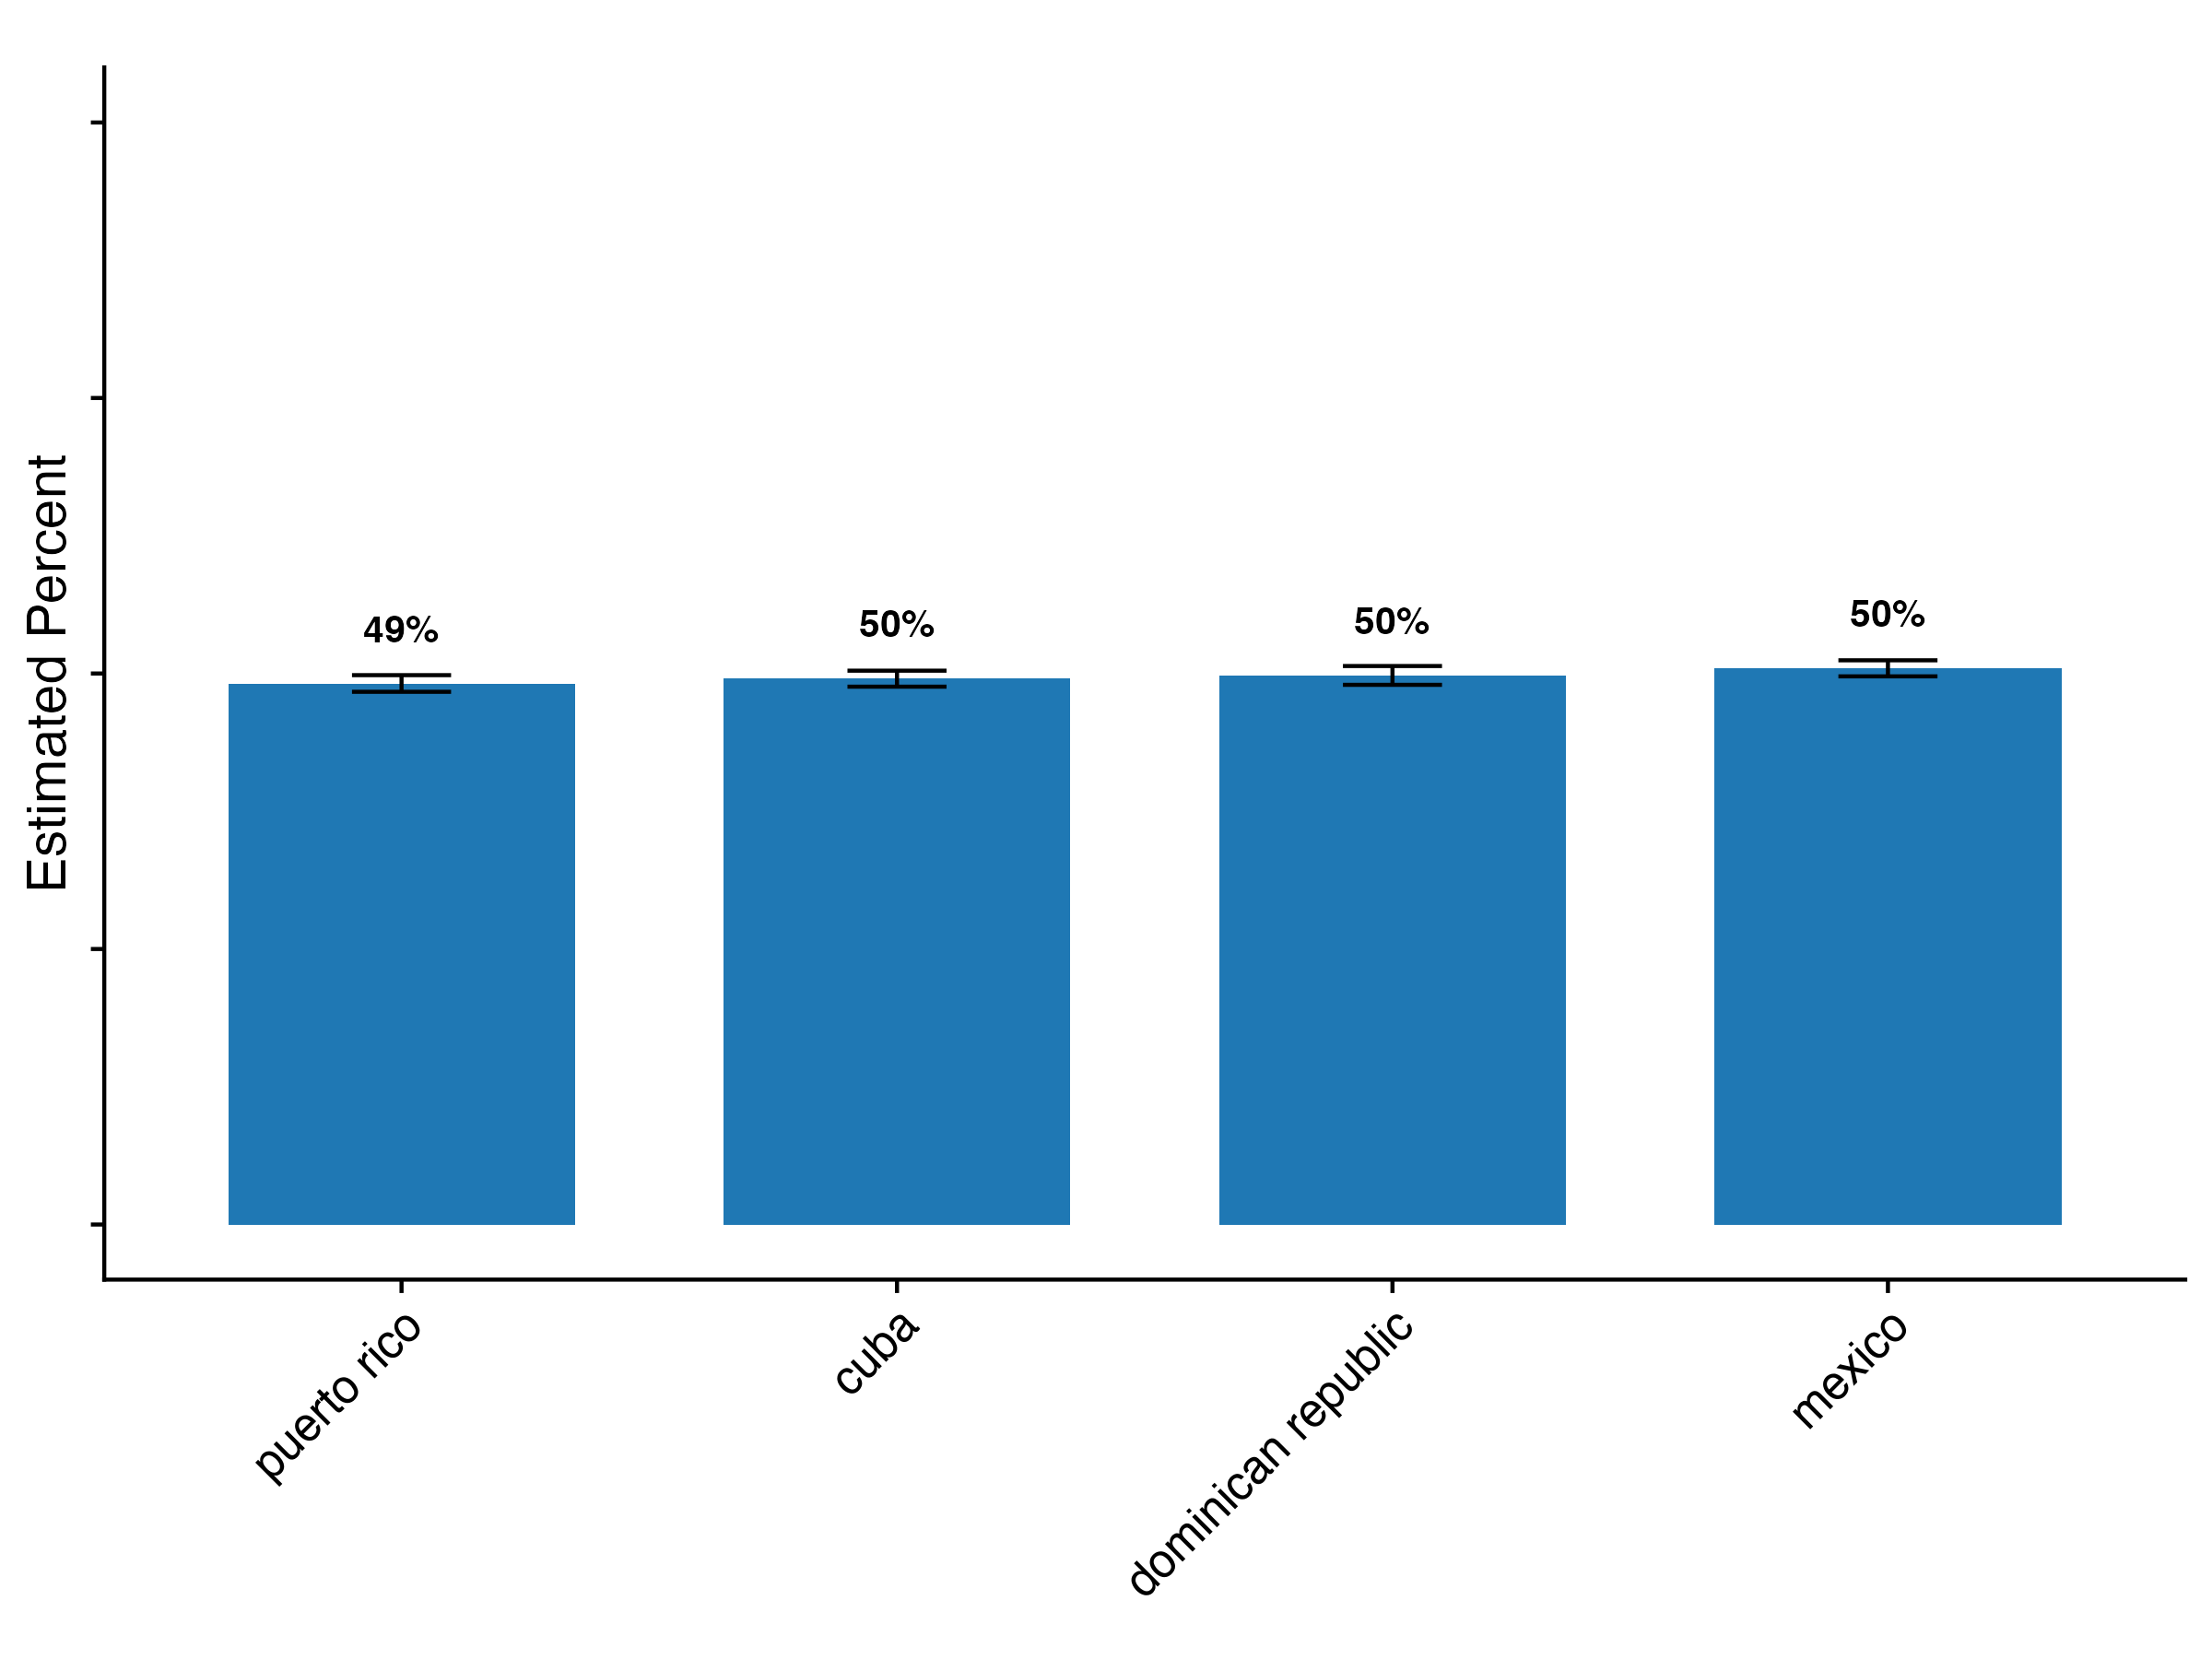 Estimated Percent
49%
50%
50%
50%
puerto rico
cuba
dominican republic
mexico